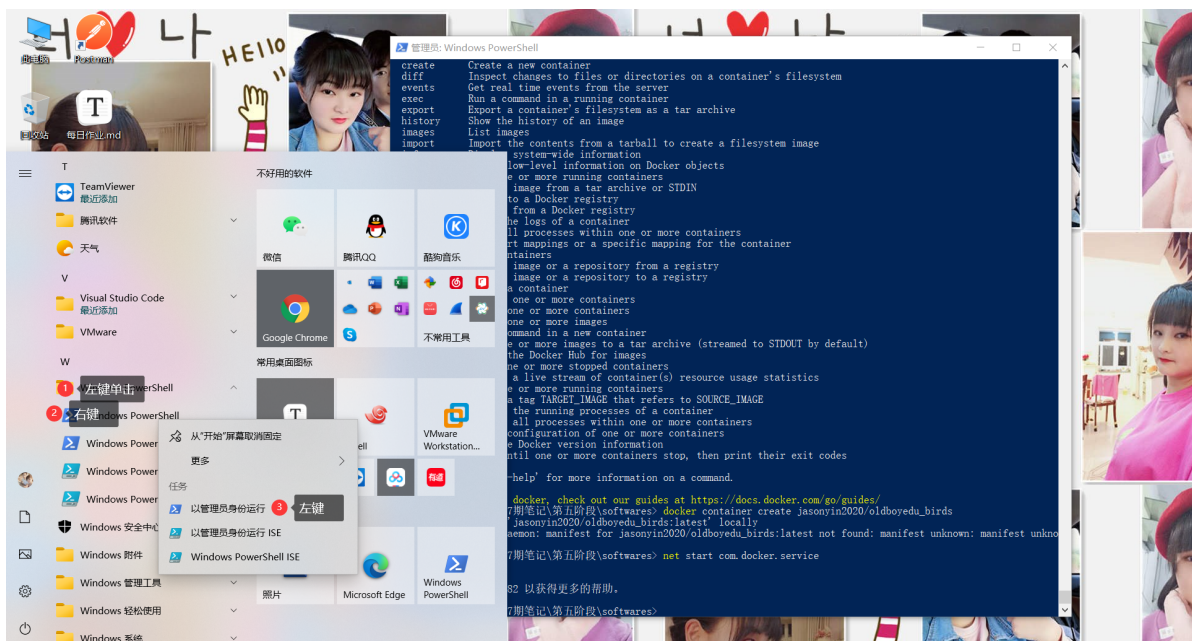 너
나
HELLO
此电脑
Postman
回收站
每日作业.md
管理员: Windows PowerShell
create Create a new container
diff Inspect changes to files or directories on a container's filesystem
events Get real time events from the server
exec Run a command in a running container
export Export a container's filesystem as a tar archive
history Show the history of an image
images List images
import Import the contents from a tarball to create a filesystem image
system-wide information
low-level information on Docker objects
e or more running containers
image from a tar archive or STDIN
to a Docker registry
from a Docker registry
he logs of a container
ll processes within one or more containers
rt mappings or a specific mapping for the container
ntainers
image or a repository from a registry
image or a repository to a registry
a container
one or more containers
one or more containers
one or more images
ommand in a new container
e or more images to a tar archive (streamed to STDOUT by default)
the Docker Hub for images
ne or more stopped containers
a live stream of container(s) resource usage statistics
e or more running containers
a tag TARGET_IMAGE that refers to SOURCE_IMAGE
the running processes of a container
all processes within one or more containers
configuration of one or more containers
e Docker version information
ntil one or more containers stop, then print their exit codes
-help' for more information on a command.
docker, check out our guides at https://docs.docker.com/go/guides/
7期笔记\第五阶段\softwares> docker container create jasonyin2020/oldboyedu_birds
'jasonyin2020/oldboyedu_birds:latest' locally
aemon: manifest for jasonyin2020/oldboyedu_birds:latest not found: manifest unknown: manifest unkno
7期笔记\第五阶段\softwares> net start com.docker.service
82 以获得更多的帮助。
7期笔记\第五阶段\softwares>
T
TeamViewer
最近添加
腾讯软件
天气
V
Visual Studio Code
最近添加
VMware
W
1 左键单击 werShell
2 右键 ndows PowerShell
Windows Power
Windows Power
Windows Power
Windows 安全中心
Windows 附件
Windows 管理工具
Windows 轻松使用
Windows 系统
不好用的软件
微信
腾讯QQ
酷狗音乐
Google Chrome
不常用工具
常用桌面图标
T
ell
VMware
Workstation...
有道
照片
Microsoft Edge
Windows
PowerShell
从"开始"屏幕取消固定
更多
任务
以管理员身份运行 3 左键
以管理员身份运行 ISE
Windows PowerShell ISE